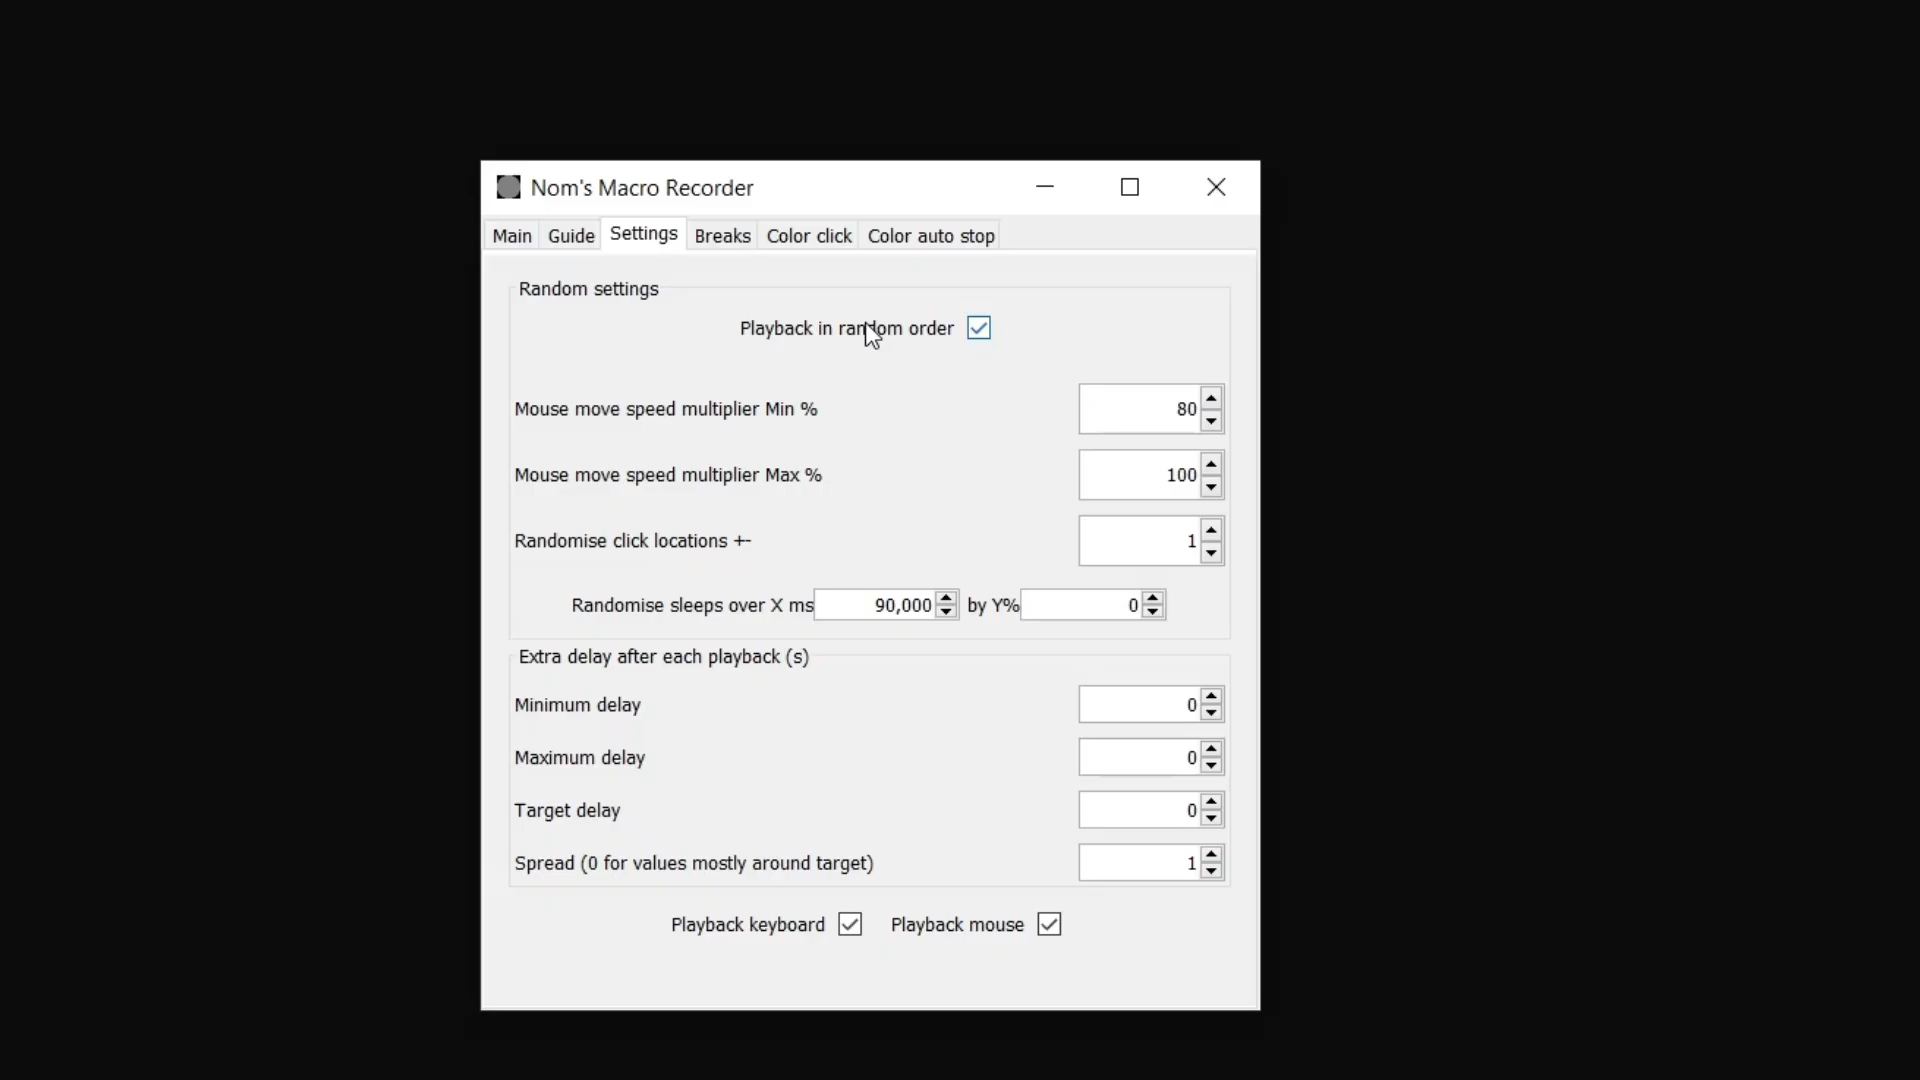 Nom's Macro Recorder
Main Guide Settings Breaks Color click Color auto stop
Random settings
Playback in random order
Mouse move speed multiplier Min % 80
Mouse move speed multiplier Max % 100
Randomise click locations +- 1
Randomise sleeps over X ms 90,000 by Y% 0
Extra delay after each playback (s)
Minimum delay 0
Maximum delay 0
Target delay 0
Spread (0 for values mostly around target) 1
Playback keyboard Playback mouse